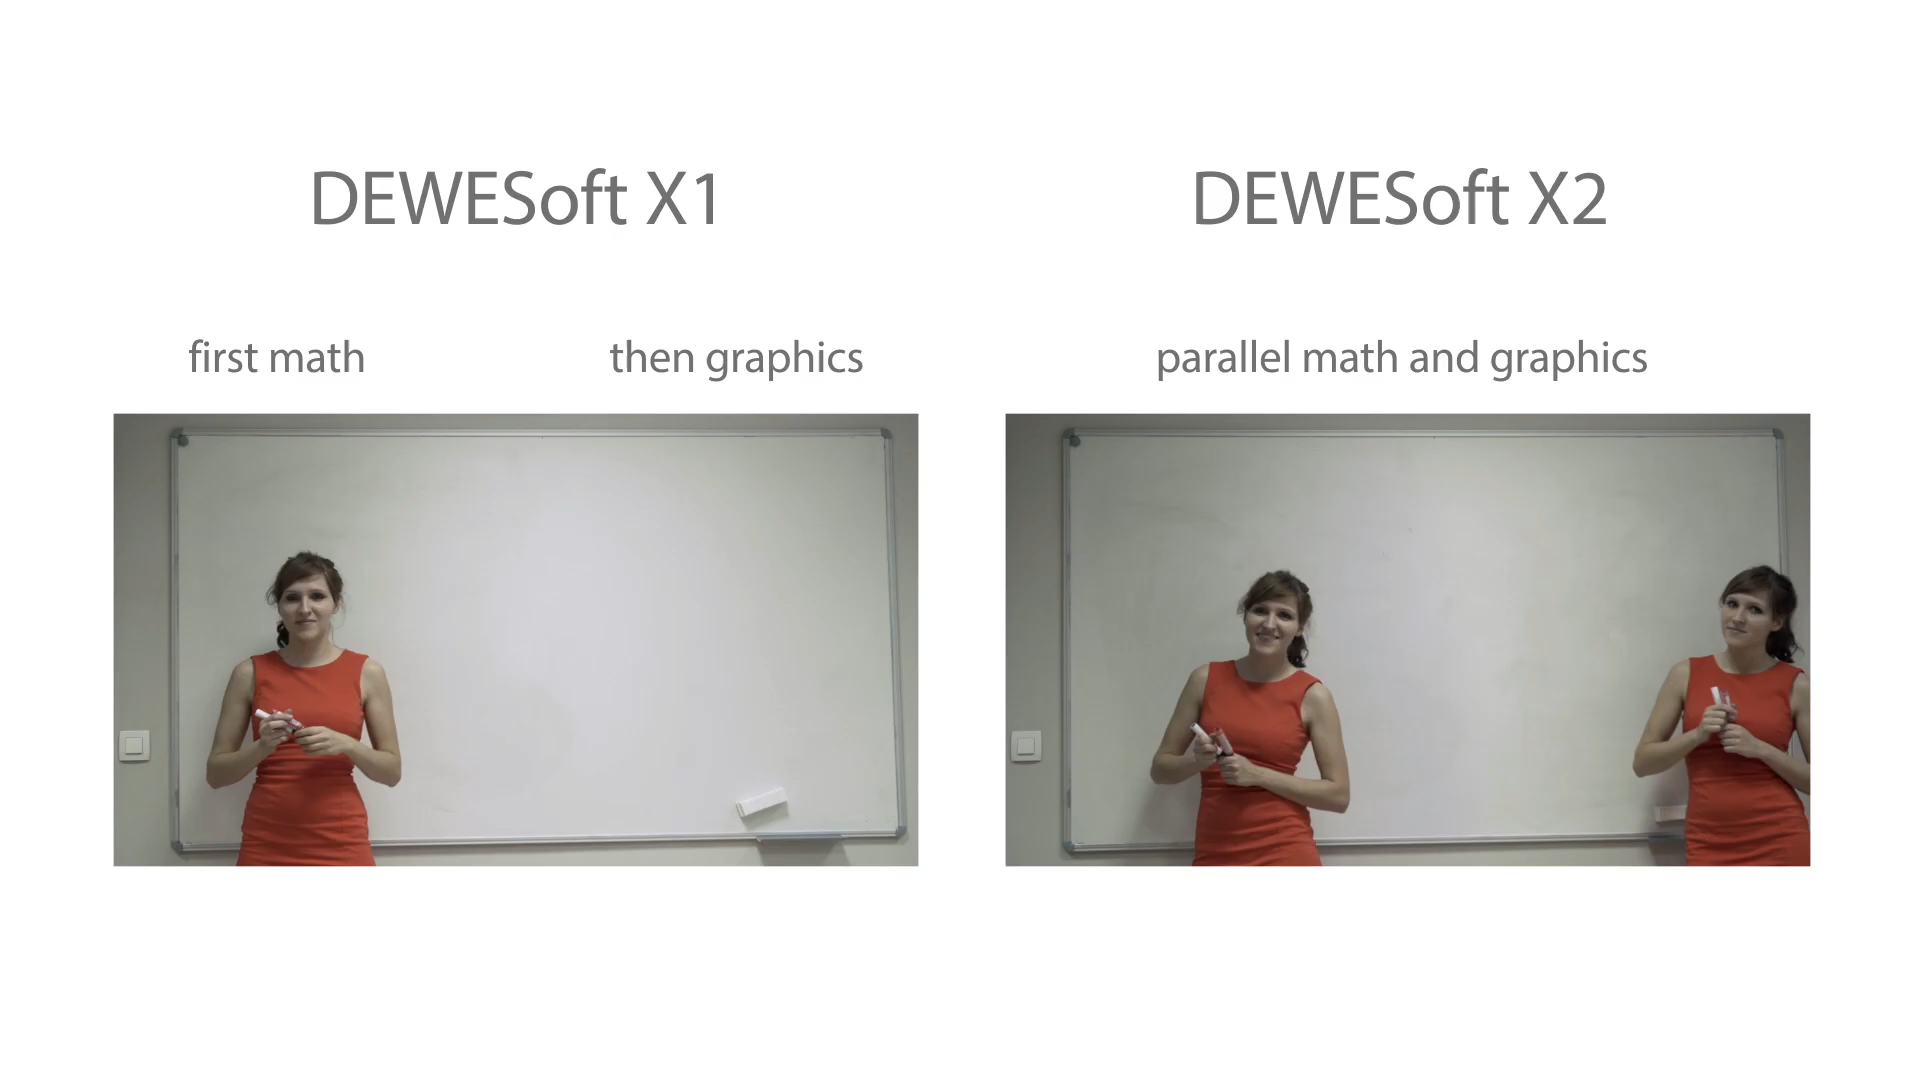 DEWESoft X1
first math
then graphics
DEWESoft X2
parallel math and graphics